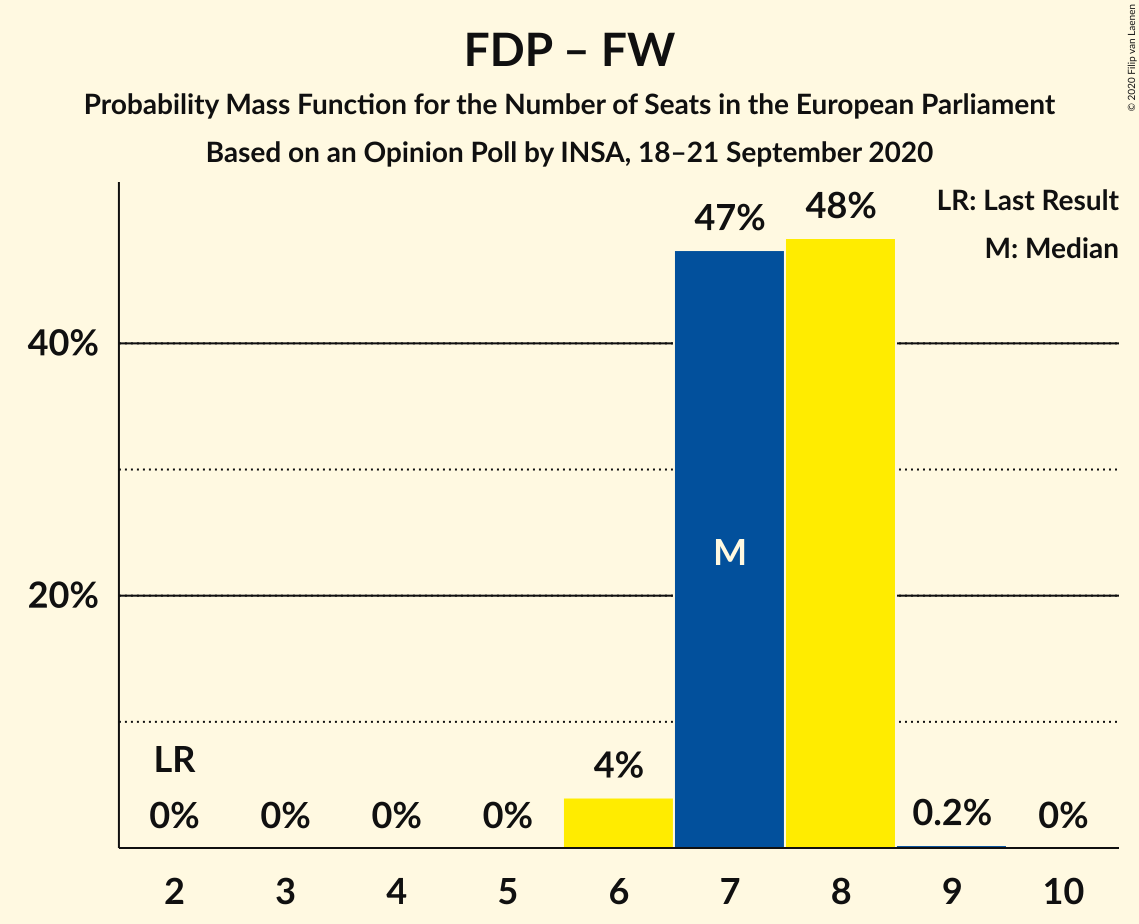 FDP – FW
Probability Mass Function for the Number of Seats in the European Parliament
Based on an Opinion Poll by INSA, 18–21 September 2020
© 2020 Filip van Laenen
LR: Last Result
M: Median
47%
48%
40%
M
20%
LR
0%
0%
0%
0%
4%
0.2%
0%
2
3
4
5
6
7
8
9
10